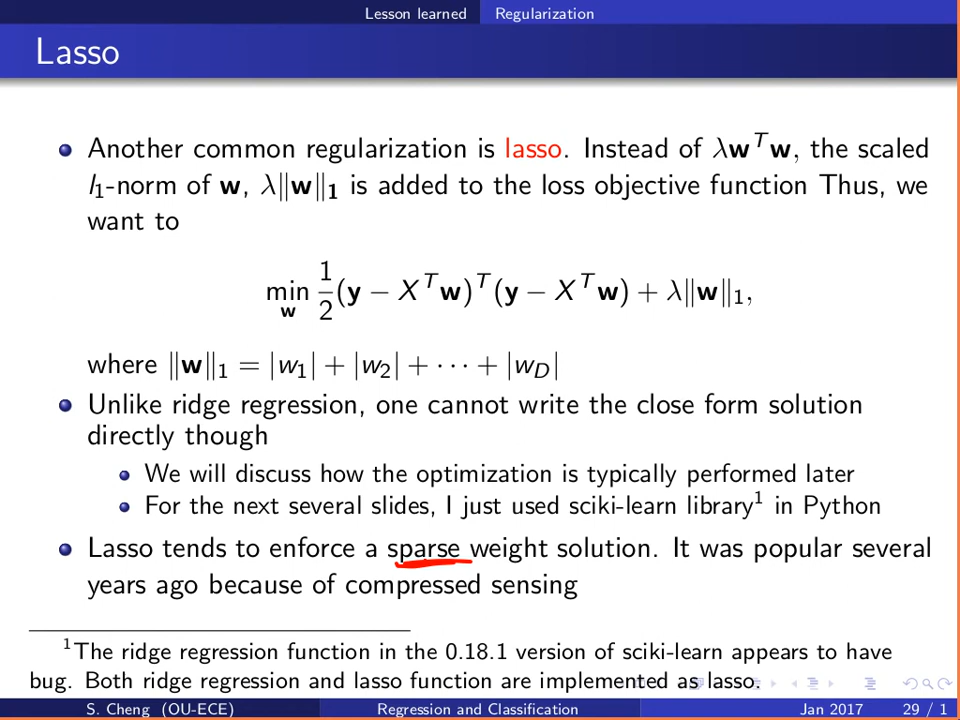 Lesson learned Regularization
Lasso
Another common regularization is lasso. Instead of λw^T w, the scaled
l₁-norm of w, λ‖w‖₁ is added to the loss objective function Thus, we
want to
min_w 1/2 (y − X^T w)^T (y − X^T w) + λ‖w‖₁,
where ‖w‖₁ = |w₁| + |w₂| + ⋯ + |w_D|
Unlike ridge regression, one cannot write the close form solution
directly though
We will discuss how the optimization is typically performed later
For the next several slides, I just used sciki-learn library¹ in Python
Lasso tends to enforce a sparse weight solution. It was popular several
years ago because of compressed sensing
¹The ridge regression function in the 0.18.1 version of sciki-learn appears to have
bug. Both ridge regression and lasso function are implemented as lasso.
S. Cheng (OU-ECE) Regression and Classification Jan 2017 29 / 1